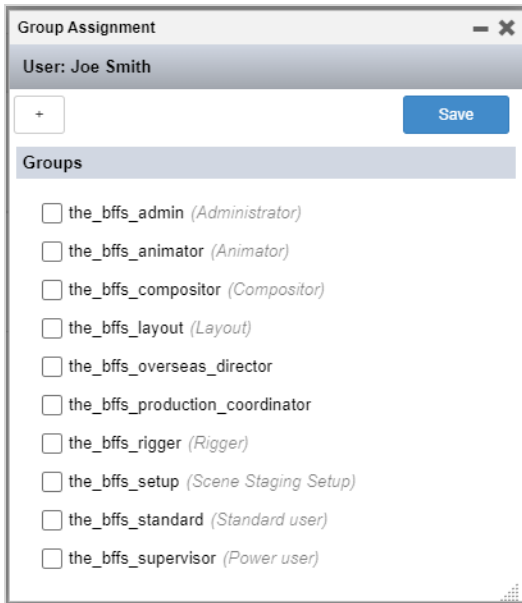 Group Assignment
User: Joe Smith
+ Save
Groups
the_bffs_admin (Administrator)
the_bffs_animator (Animator)
the_bffs_compositor (Compositor)
the_bffs_layout (Layout)
the_bffs_overseas_director
the_bffs_production_coordinator
the_bffs_rigger (Rigger)
the_bffs_setup (Scene Staging Setup)
the_bffs_standard (Standard user)
the_bffs_supervisor (Power user)